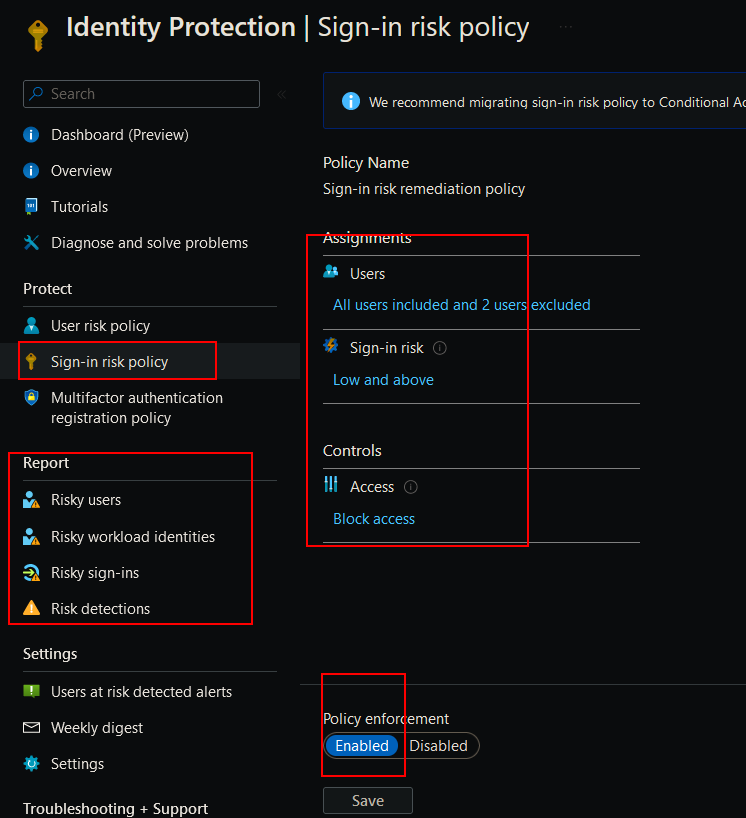 Identity Protection | Sign-in risk policy
Search
Dashboard (Preview)
Overview
Tutorials
Diagnose and solve problems
Protect
User risk policy
Sign-in risk policy
Multifactor authentication
registration policy
Report
Risky users
Risky workload identities
Risky sign-ins
Risk detections
Settings
Users at risk detected alerts
Weekly digest
Settings
Troubleshooting + Support
We recommend migrating sign-in risk policy to Conditional Ac
Policy Name
Sign-in risk remediation policy
Assignments
Users
All users included and 2 users excluded
Sign-in risk
Low and above
Controls
Access
Block access
Policy enforcement
Enabled Disabled
Save